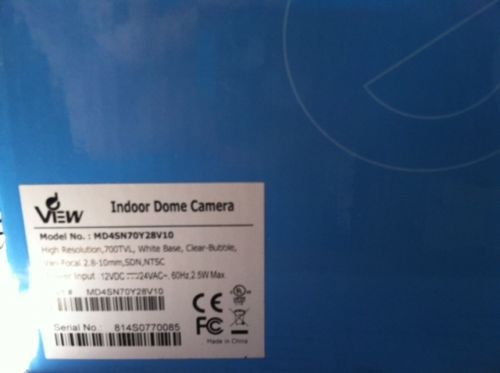 VIEW
Indoor Dome Camera
Model No. : MD4SN70Y28V10
High Resolution,700TVL, White Base, Clear-Bubble,
Vari-Focal 2.8-10mm,SDN,NTSC
Power Input :12VDC 24VAC~, 60Hz,2.5W Max.
MD4SN70Y28V10
Serial No.: 814S0770085
CE
UL
FC
Made in China